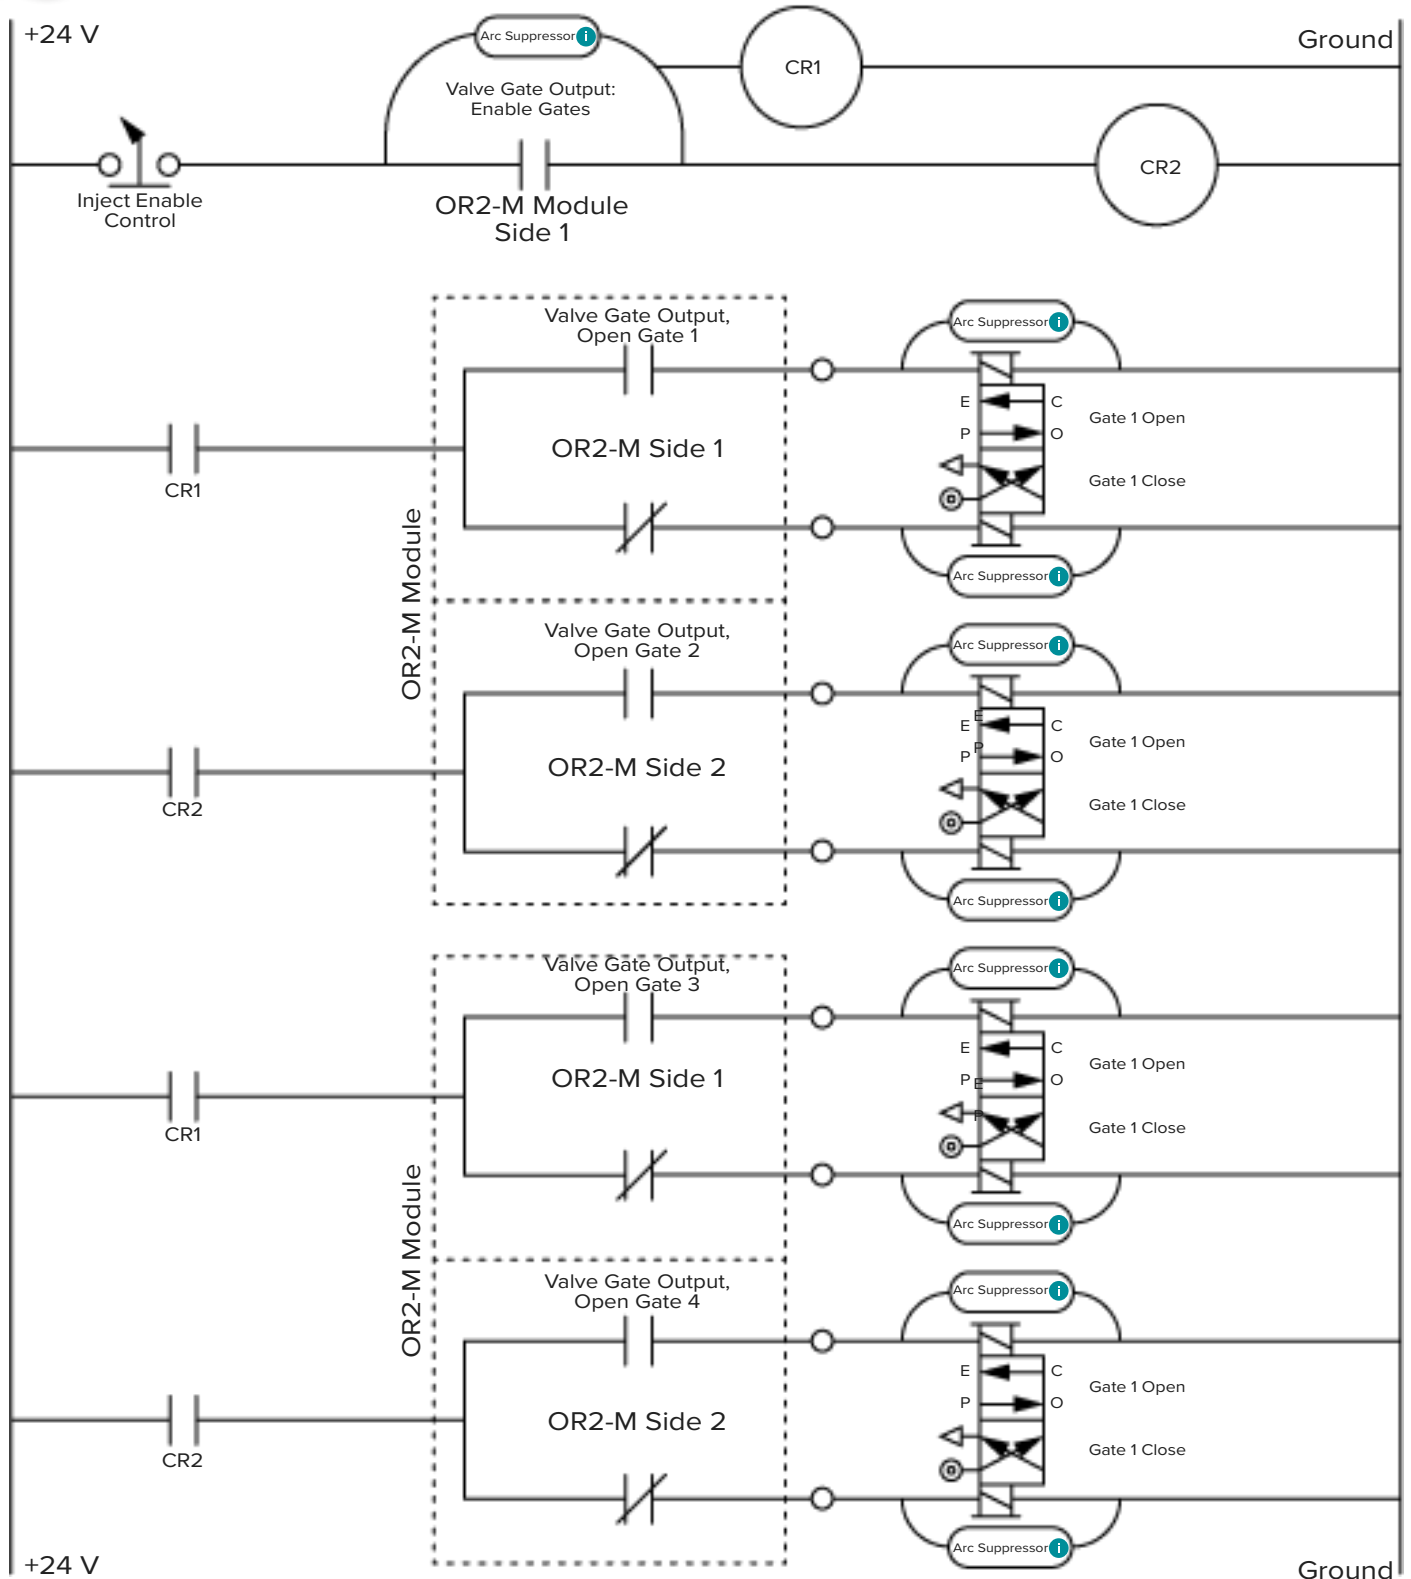 +24 V
Ground
Arc Suppressor i
CR1
Valve Gate Output:
Enable Gates
CR2
Inject Enable
Control
OR2-M Module
Side 1
Valve Gate Output,
Open Gate 1
Arc Suppressor i
E C
Gate 1 Open
P O
OR2-M Side 1
Gate 1 Close
CR1
Arc Suppressor i
OR2-M Module
Valve Gate Output,
Open Gate 2
Arc Suppressor i
E
E C
Gate 1 Open
P
P O
OR2-M Side 2
Gate 1 Close
CR2
Arc Suppressor i
Valve Gate Output,
Open Gate 3
Arc Suppressor i
E C
Gate 1 Open
OR2-M Side 1
P O
E
P
Gate 1 Close
CR1
Arc Suppressor i
OR2-M Module
Valve Gate Output,
Open Gate 4
Arc Suppressor i
E C
Gate 1 Open
P O
OR2-M Side 2
Gate 1 Close
CR2
Arc Suppressor i
+24 V
Ground